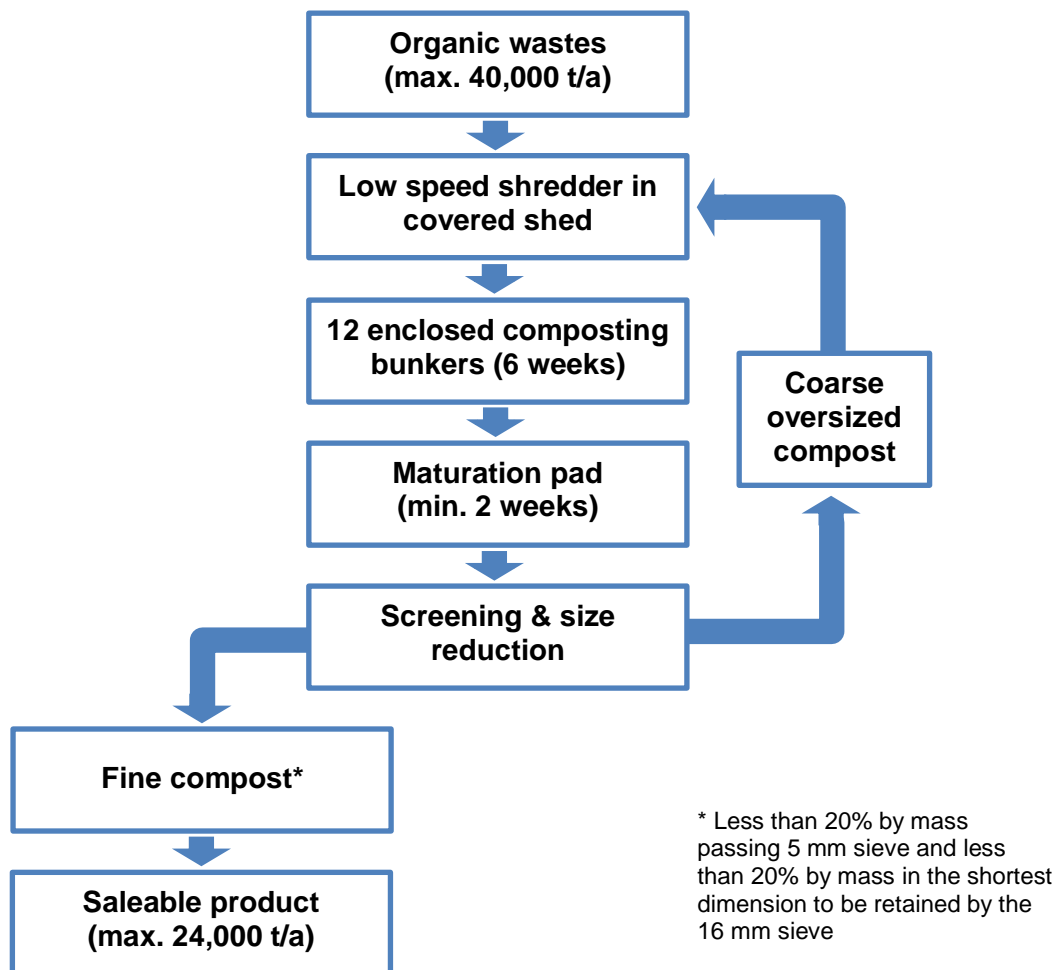 Organic wastes
(max. 40,000 t/a)
Low speed shredder in
covered shed
12 enclosed composting
bunkers (6 weeks)
Coarse
oversized
compost
Maturation pad
(min. 2 weeks)
Screening & size
reduction
Fine compost*
Saleable product
(max. 24,000 t/a)
* Less than 20% by mass
passing 5 mm sieve and less
than 20% by mass in the shortest
dimension to be retained by the
16 mm sieve